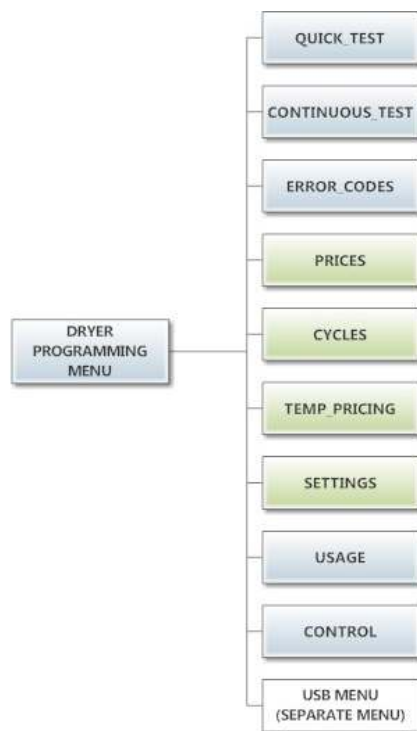 QUICK_TEST
CONTINUOUS_TEST
ERROR_CODES
PRICES
DRYER
PROGRAMMING
MENU
CYCLES
TEMP_PRICING
SETTINGS
USAGE
CONTROL
USB MENU
(SEPARATE MENU)